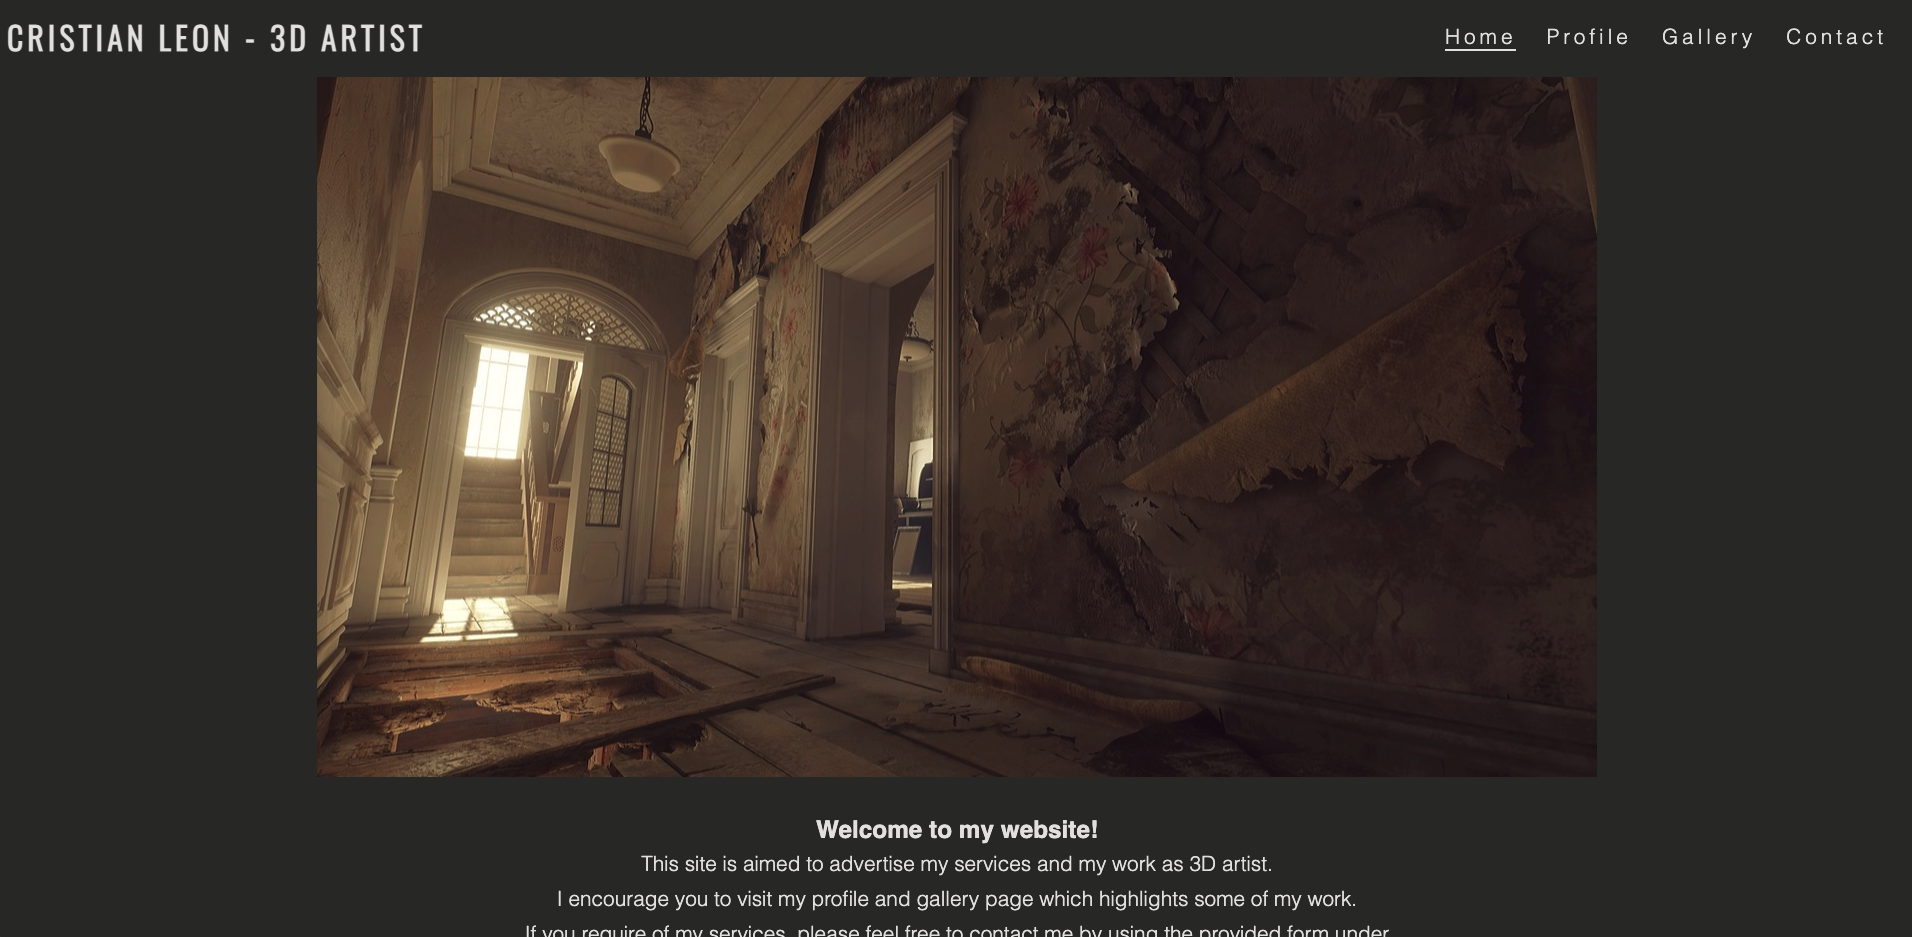 CRISTIAN LEON - 3D ARTIST
Home Profile Gallery Contact
Welcome to my website!
This site is aimed to advertise my services and my work as 3D artist.
I encourage you to visit my profile and gallery page which highlights some of my work.
If you require of my services, please feel free to contact me by using the provided form under